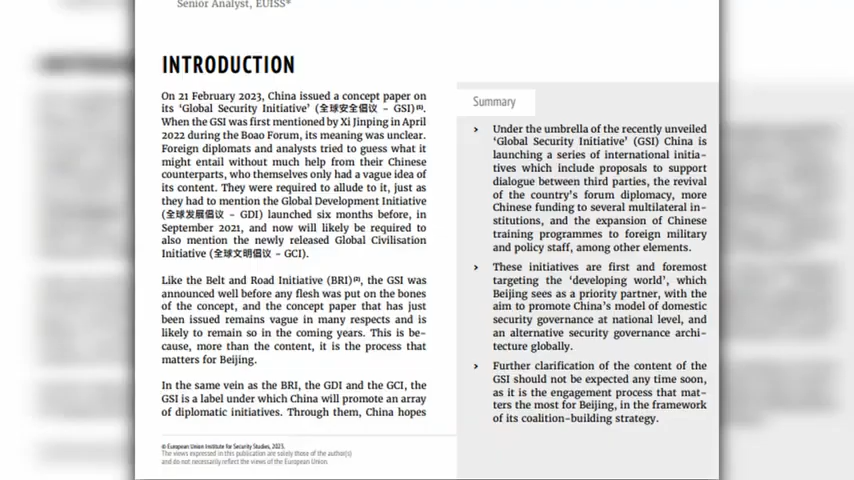 Senior Analyst, EUISS*
INTRODUCTION
On 21 February 2023, China issued a concept paper on
its ‘Global Security Initiative’ (全球安全倡议 – GSI)⁽¹⁾.
When the GSI was first mentioned by Xi Jinping in April
2022 during the Boao Forum, its meaning was unclear.
Foreign diplomats and analysts tried to guess what it
might entail without much help from their Chinese
counterparts, who themselves only had a vague idea of
its content. They were required to allude to it, just as
they had to mention the Global Development Initiative
(全球发展倡议 – GDI) launched six months before, in
September 2021, and now will likely be required to
also mention the newly released Global Civilisation
Initiative (全球文明倡议 – GCI).
Like the Belt and Road Initiative (BRI)⁽²⁾, the GSI was
announced well before any flesh was put on the bones
of the concept, and the concept paper that has just
been issued remains vague in many respects and is
likely to remain so in the coming years. This is be-
cause, more than the content, it is the process that
matters for Beijing.
In the same vein as the BRI, the GDI and the GCI, the
GSI is a label under which China will promote an array
of diplomatic initiatives. Through them, China hopes
© European Union Institute for Security Studies, 2023.
The views expressed in this publication are solely those of the author(s)
and do not necessarily reflect the views of the European Union.
Summary
› Under the umbrella of the recently unveiled
‘Global Security Initiative’ (GSI) China is
launching a series of international initia-
tives which include proposals to support
dialogue between third parties, the revival
of the country’s forum diplomacy, more
Chinese funding to several multilateral in-
stitutions, and the expansion of Chinese
training programmes to foreign military
and policy staff, among other elements.
› These initiatives are first and foremost
targeting the ‘developing world’, which
Beijing sees as a priority partner, with the
aim to promote China’s model of domestic
security governance at national level, and
an alternative security governance archi-
tecture globally.
› Further clarification of the content of the
GSI should not be expected any time soon,
as it is the engagement process that mat-
ters the most for Beijing, in the framework
of its coalition-building strategy.